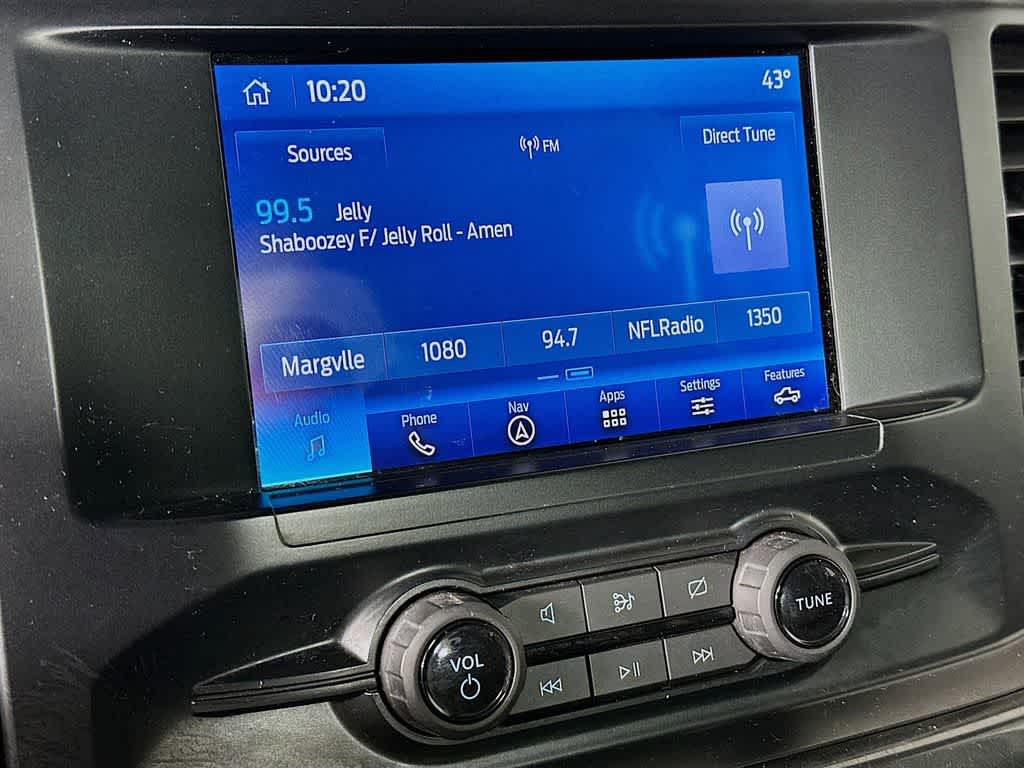 10:20
43°
Sources
FM
Direct Tune
99.5 Jelly
Shaboozey F/ Jelly Roll - Amen
Margvlle
1080
94.7
NFLRadio
1350
Audio
Phone
Nav
Apps
Settings
Features
VOL
TUNE